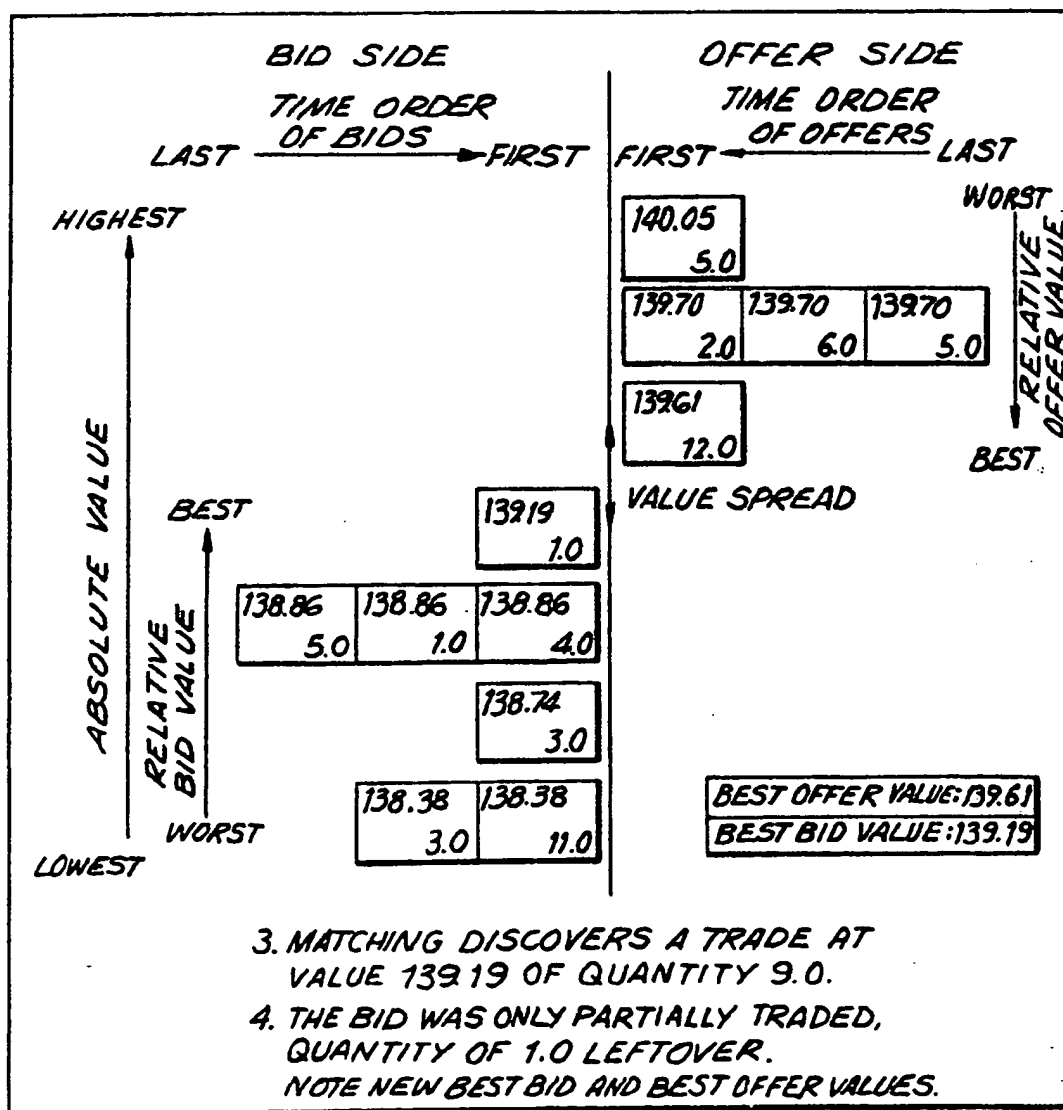 BID SIDE
TIME ORDER
OF BIDS
LAST
FIRST
OFFER SIDE
TIME ORDER
OF OFFERS
FIRST
LAST
HIGHEST
ABSOLUTE VALUE
LOWEST
BEST
RELATIVE
BID VALUE
WORST
WORST
RELATIVE
OFFER VALUE
BEST
140.05
5.0
139.70 139.70 139.70
2.0 6.0 5.0
139.61
12.0
VALUE SPREAD
139.19
1.0
138.86 138.86 138.86
5.0 1.0 4.0
138.74
3.0
138.38 138.38
3.0 11.0
BEST OFFER VALUE:139.61
BEST BID VALUE:139.19
3. MATCHING DISCOVERS A TRADE AT
VALUE 139.19 OF QUANTITY 9.0.
4. THE BID WAS ONLY PARTIALLY TRADED,
QUANTITY OF 1.0 LEFTOVER.
NOTE NEW BEST BID AND BEST OFFER VALUES.